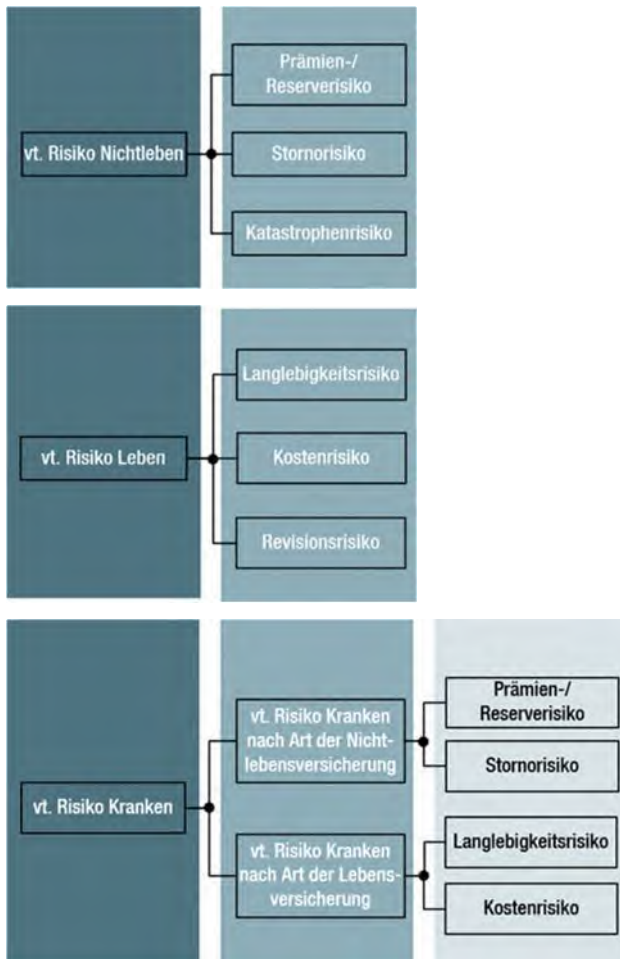 Prämien-/
Reserverisiko
vt. Risiko Nichtleben
Stornorisiko
Katastrophenrisiko
Langlebigkeitsrisiko
vt. Risiko Leben
Kostenrisiko
Revisionsrisiko
vt. Risiko Kranken
vt. Risiko Kranken
nach Art der Nicht-
lebensversicherung
Prämien-/
Reserverisiko
Stornorisiko
vt. Risiko Kranken
nach Art der Lebens-
versicherung
Langlebigkeitsrisiko
Kostenrisiko